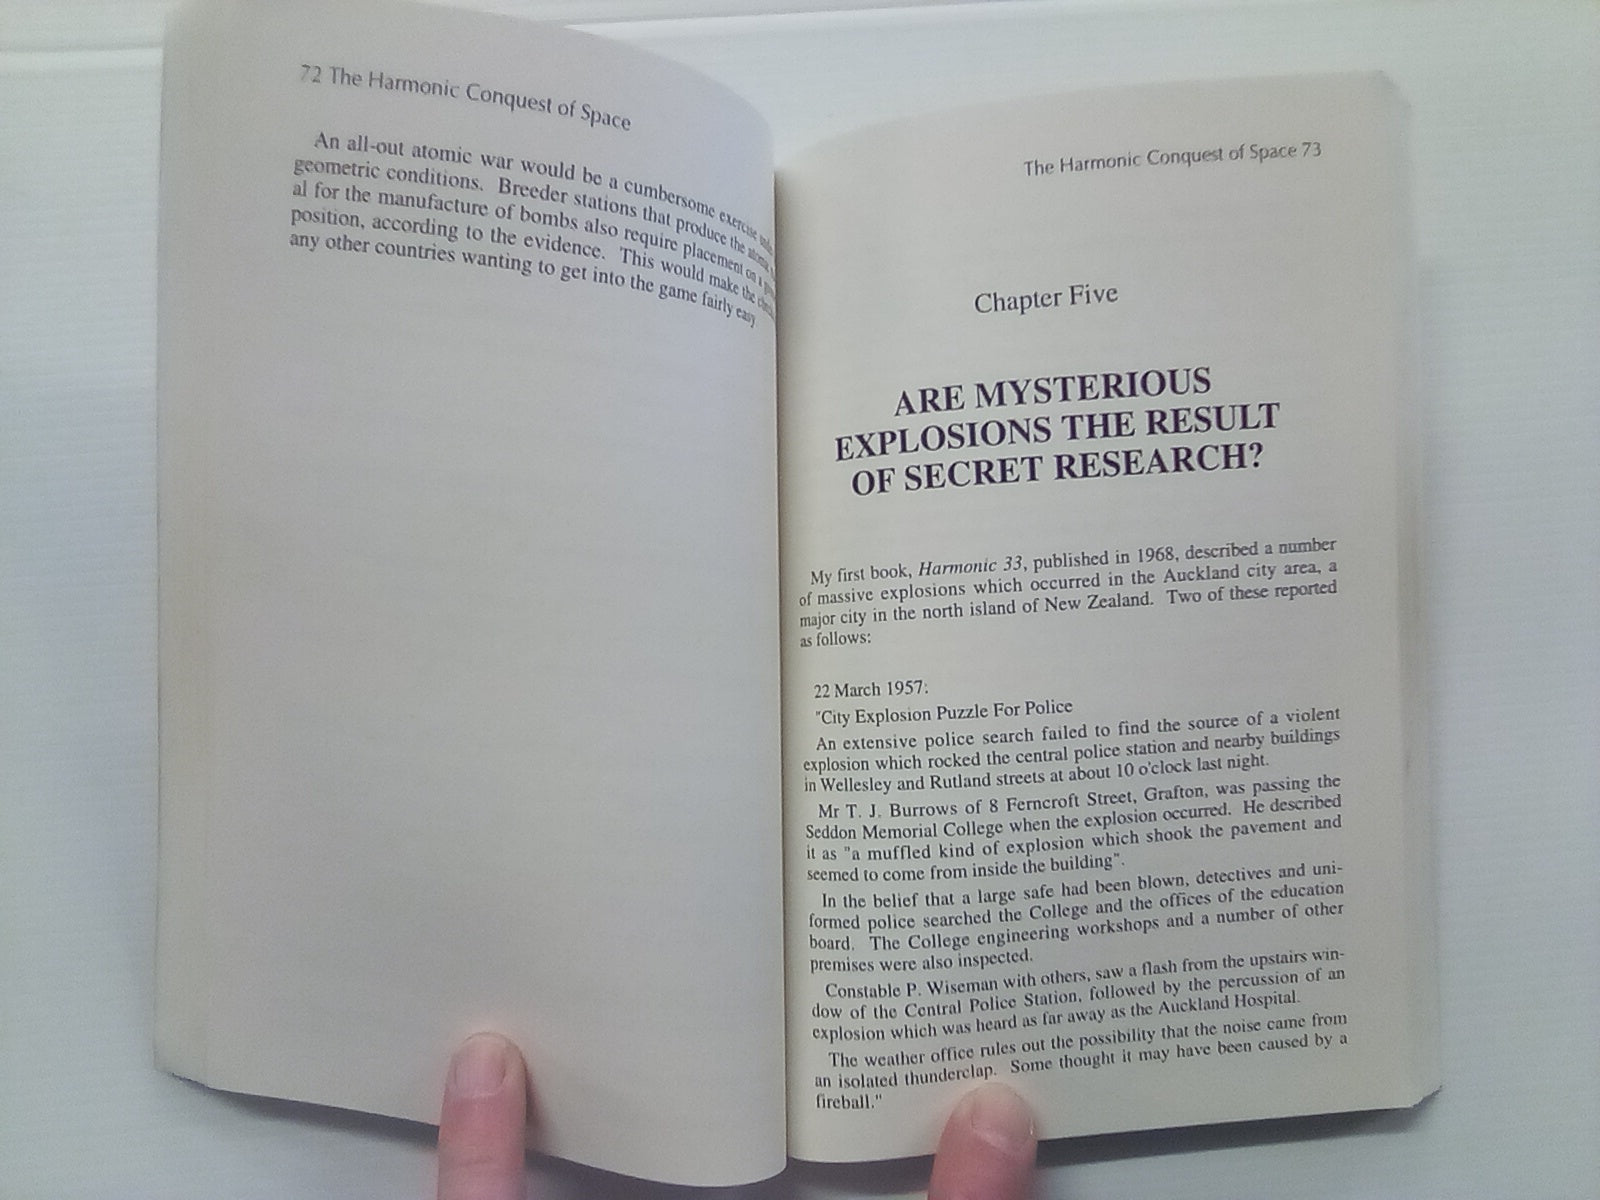 72 The Harmonic Conquest of Space
An all-out atomic war would be a cumbersome exercise
geometric conditions. Breeder stations that produce the atomic
al for the manufacture of bombs also require placement on a
position, according to the evidence. This would make the
any other countries wanting to get into the game fairly easy
The Harmonic Conquest of Space 73
Chapter Five
ARE MYSTERIOUS
EXPLOSIONS THE RESULT
OF SECRET RESEARCH?
My first book, Harmonic 33, published in 1968, described a number
of massive explosions which occurred in the Auckland city area, a
major city in the north island of New Zealand. Two of these reported
as follows:
22 March 1957:
"City Explosion Puzzle For Police
An extensive police search failed to find the source of a violent
explosion which rocked the central police station and nearby buildings
in Wellesley and Rutland streets at about 10 o'clock last night.
Mr T. J. Burrows of 8 Ferncroft Street, Grafton, was passing the
Seddon Memorial College when the explosion occurred. He described
it as "a muffled kind of explosion which shook the pavement and
seemed to come from inside the building".
In the belief that a large safe had been blown, detectives and uni-
formed police searched the College and the offices of the education
board. The College engineering workshops and a number of other
premises were also inspected.
Constable P. Wiseman with others, saw a flash from the upstairs win-
dow of the Central Police Station, followed by the percussion of an
explosion which was heard as far away as the Auckland Hospital.
The weather office rules out the possibility that the noise came from
an isolated thunderclap. Some thought it may have been caused by a
fireball."